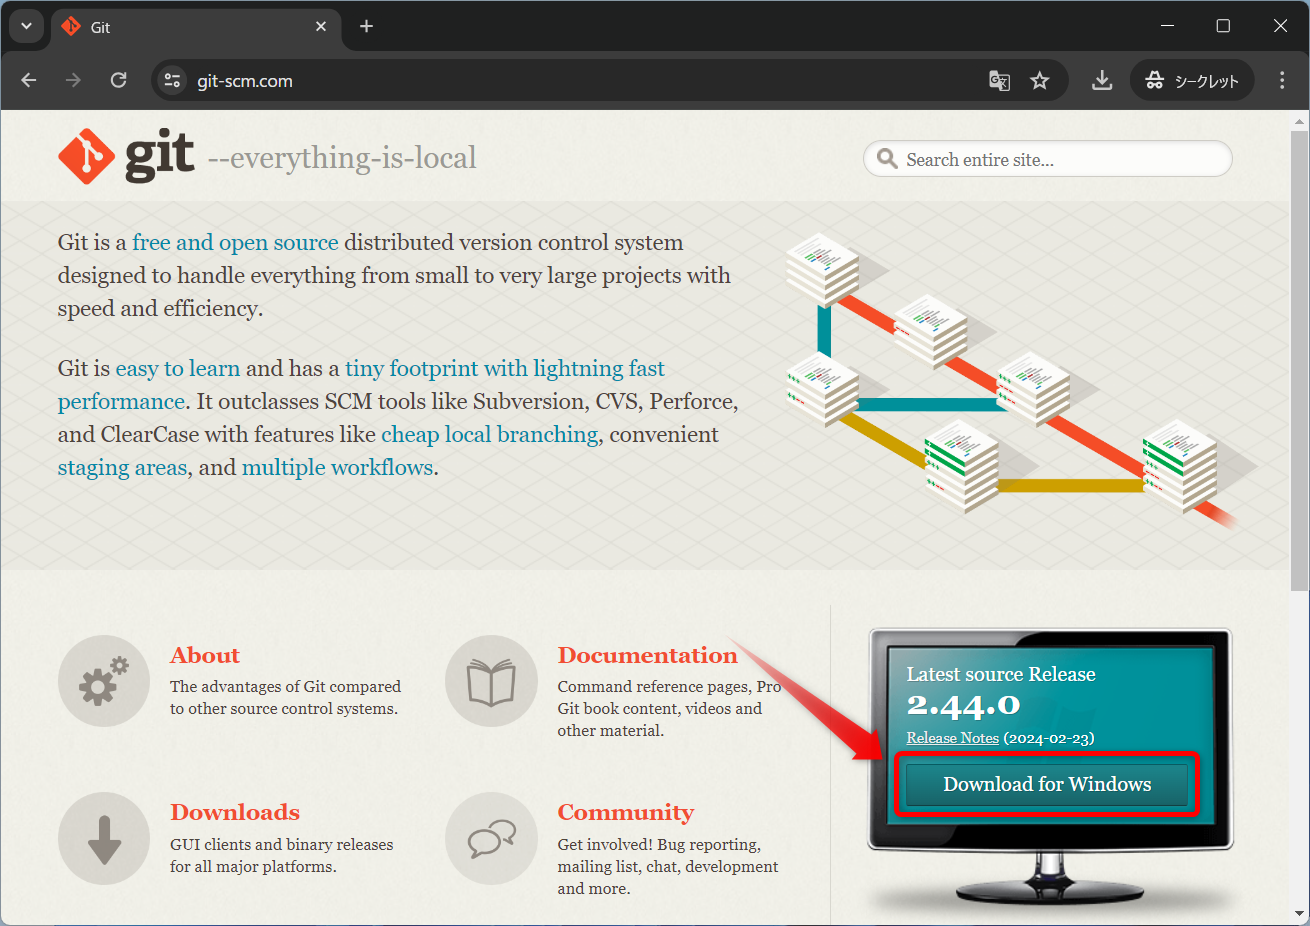 Git
git-scm.com
シークレット
git --everything-is-local
Search entire site...
Git is a free and open source distributed version control system
designed to handle everything from small to very large projects with
speed and efficiency.
Git is easy to learn and has a tiny footprint with lightning fast
performance. It outclasses SCM tools like Subversion, CVS, Perforce,
and ClearCase with features like cheap local branching, convenient
staging areas, and multiple workflows.
About
The advantages of Git compared
to other source control systems.
Documentation
Command reference pages, Pro
Git book content, videos and
other material.
Downloads
GUI clients and binary releases
for all major platforms.
Community
Get involved! Bug reporting,
mailing list, chat, development
and more.
Latest source Release
2.44.0
Release Notes (2024-02-23)
Download for Windows